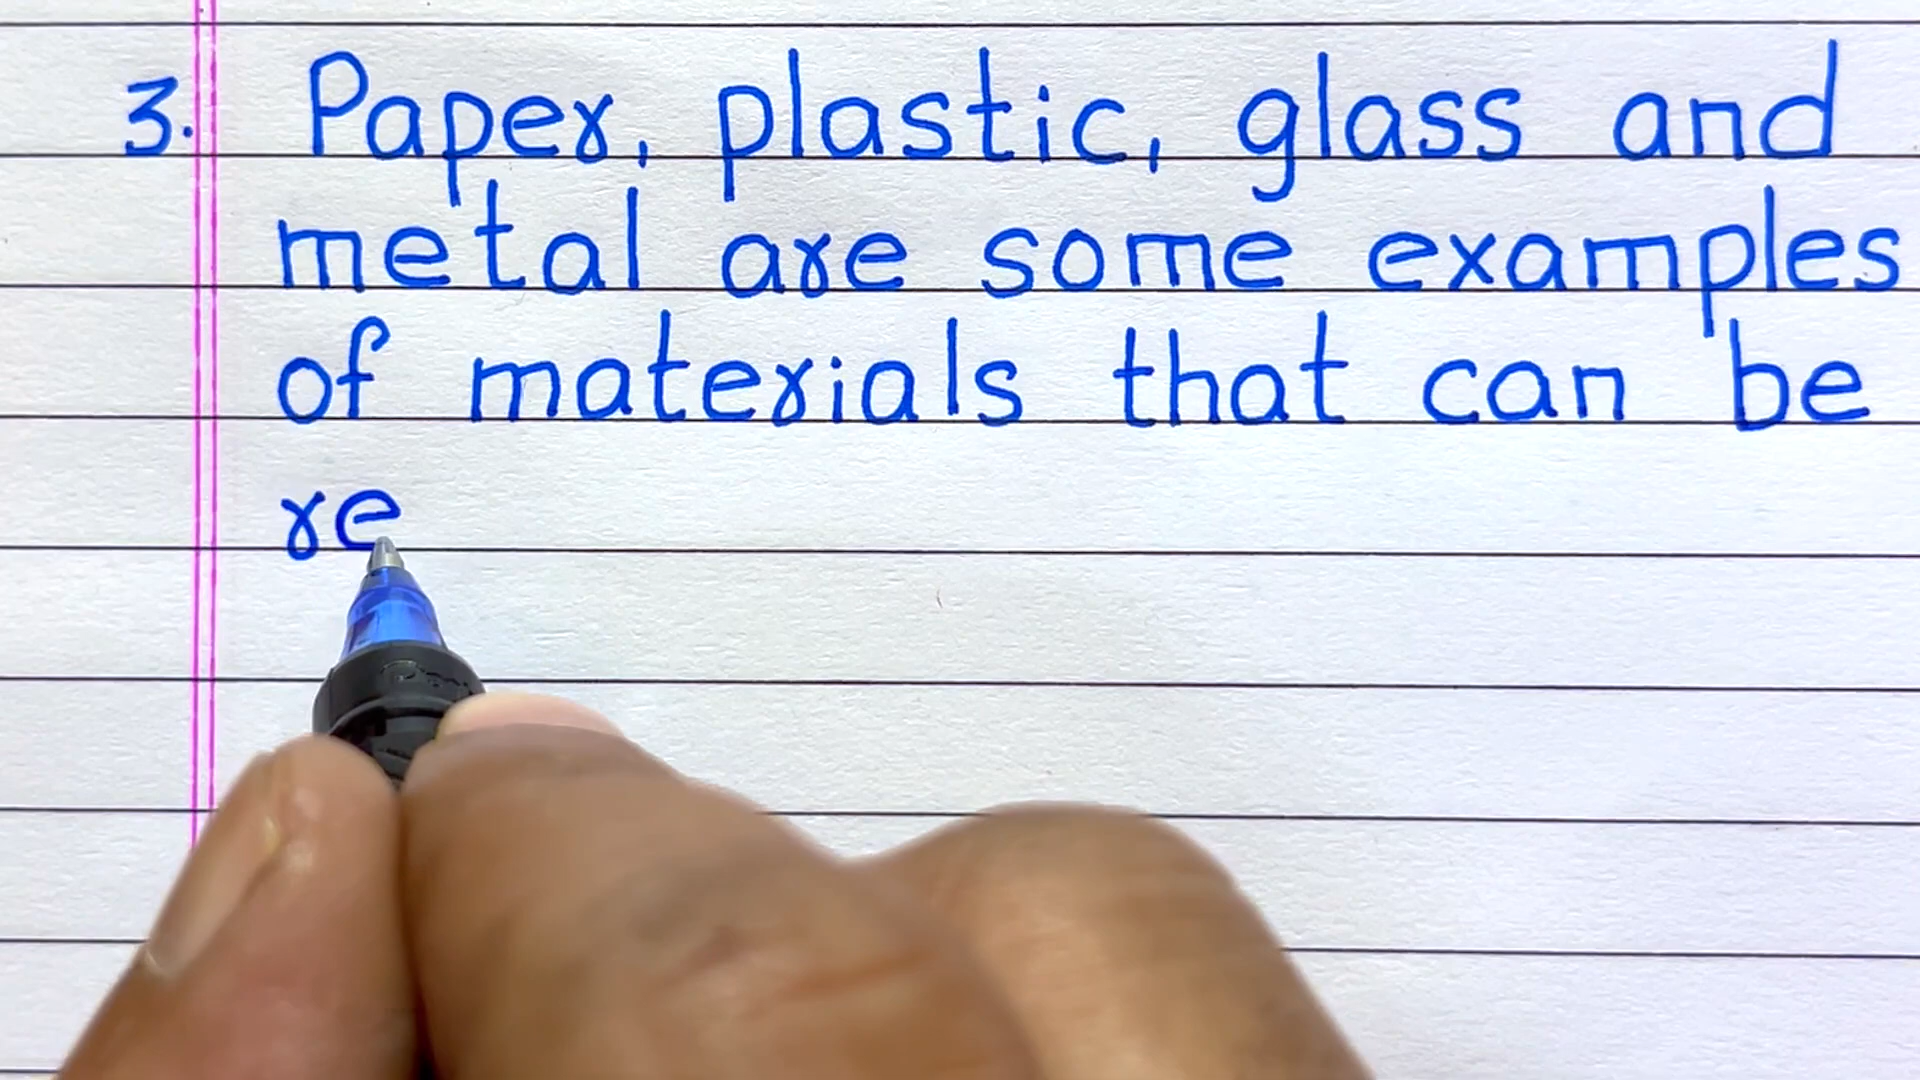 3. Paper, plastic, glass and
metal are some examples
of materials that can be
re